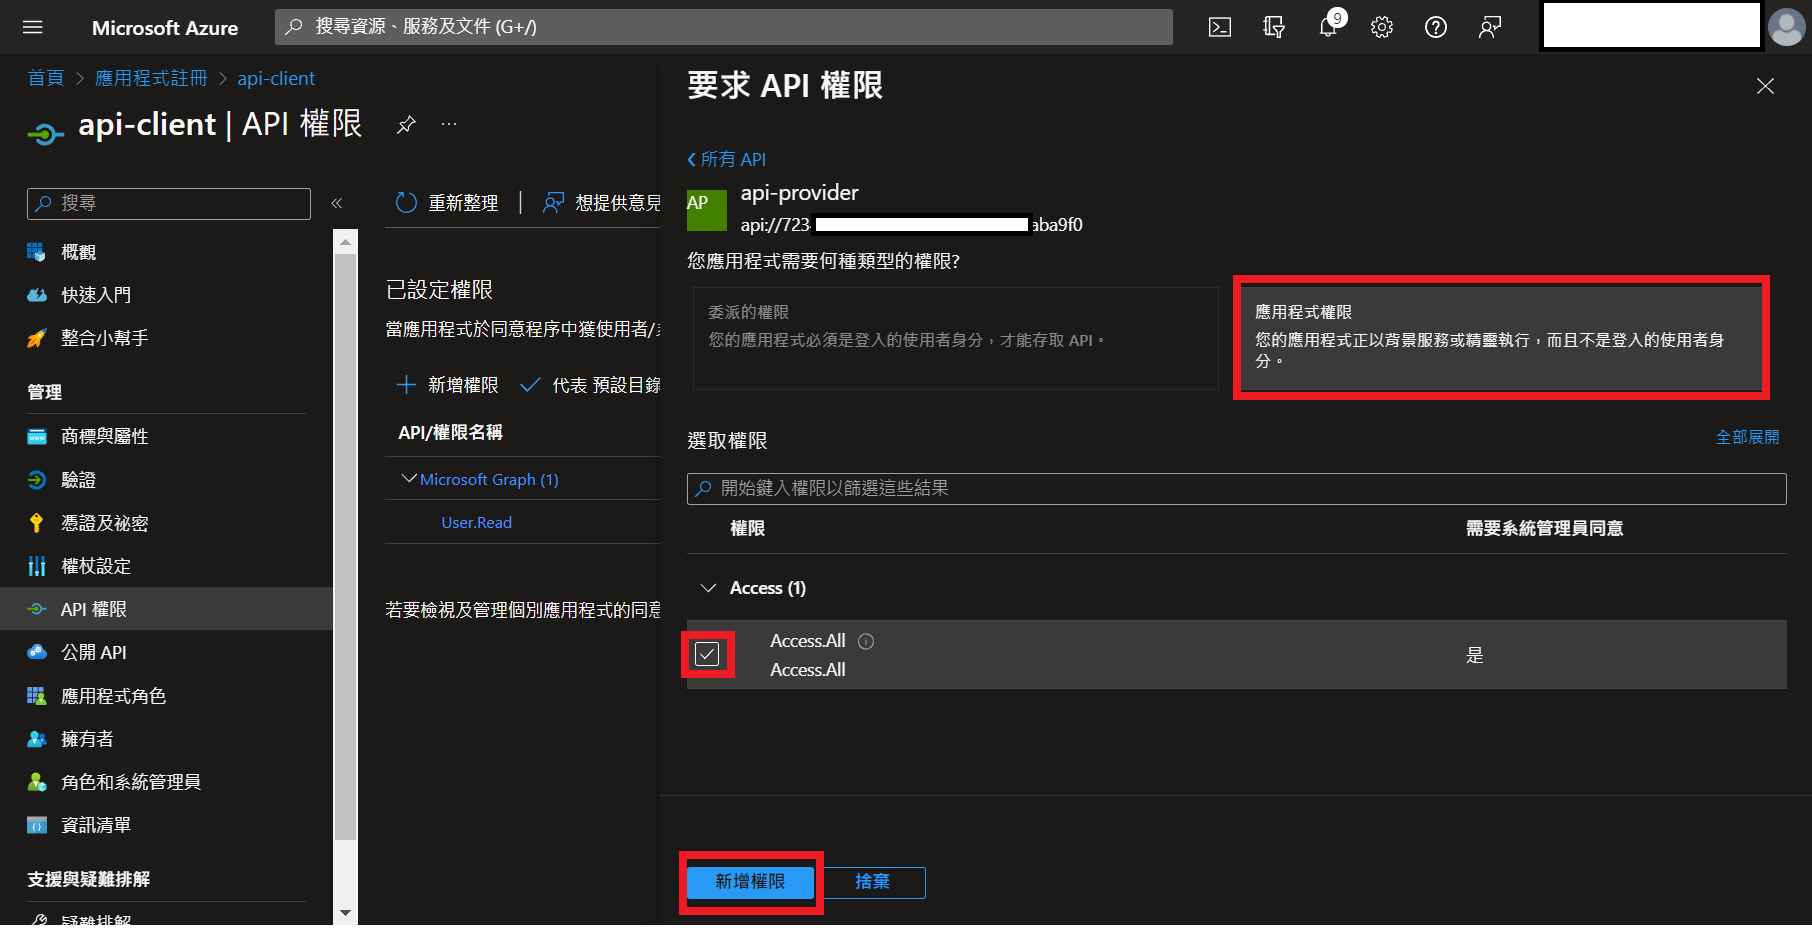 Microsoft Azure
搜尋資源、服務及文件 (G+/)
9
首頁 > 應用程式註冊 > api-client
api-client | API 權限
···
搜尋
«
概觀
快速入門
整合小幫手
管理
商標與屬性
驗證
憑證及祕密
權杖設定
API 權限
公開 API
應用程式角色
擁有者
角色和系統管理員
資訊清單
支援與疑難排解
疑難排解
重新整理 | 想提供意見
已設定權限
當應用程式於同意程序中獲使用者/
新增權限
代表 預設目錄
API/權限名稱
Microsoft Graph (1)
User.Read
若要檢視及管理個別應用程式的同意
要求 API 權限
所有 API
AP
api-provider
api://723
aba9f0
您應用程式需要何種類型的權限?
委派的權限
您的應用程式必須是登入的使用者身分，才能存取 API。
應用程式權限
您的應用程式正以背景服務或精靈執行，而且不是登入的使用者身
分。
選取權限
全部展開
開始鍵入權限以篩選這些結果
權限
需要系統管理員同意
Access (1)
Access.All
Access.All
是
新增權限
捨棄